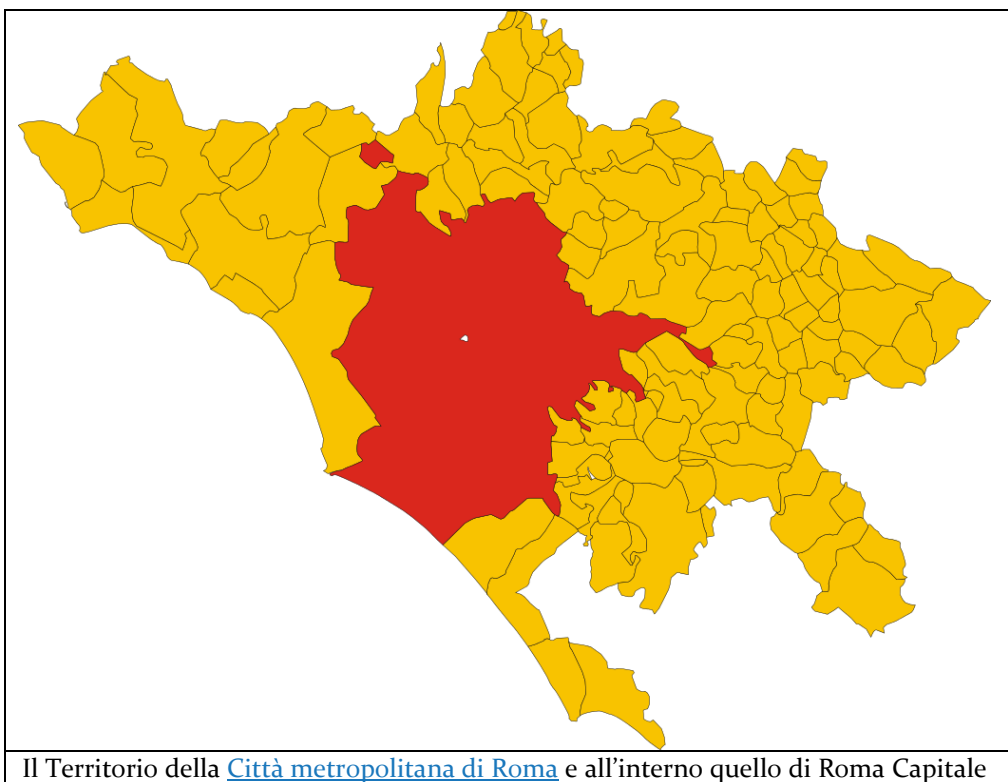 Il Territorio della Città metropolitana di Roma e all'interno quello di Roma Capitale